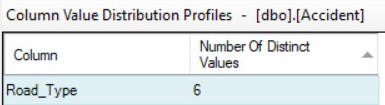 Column Value Distribution Profiles - [dbo].[Accident]
Column
Number Of Distinct
Values
Road_Type 6